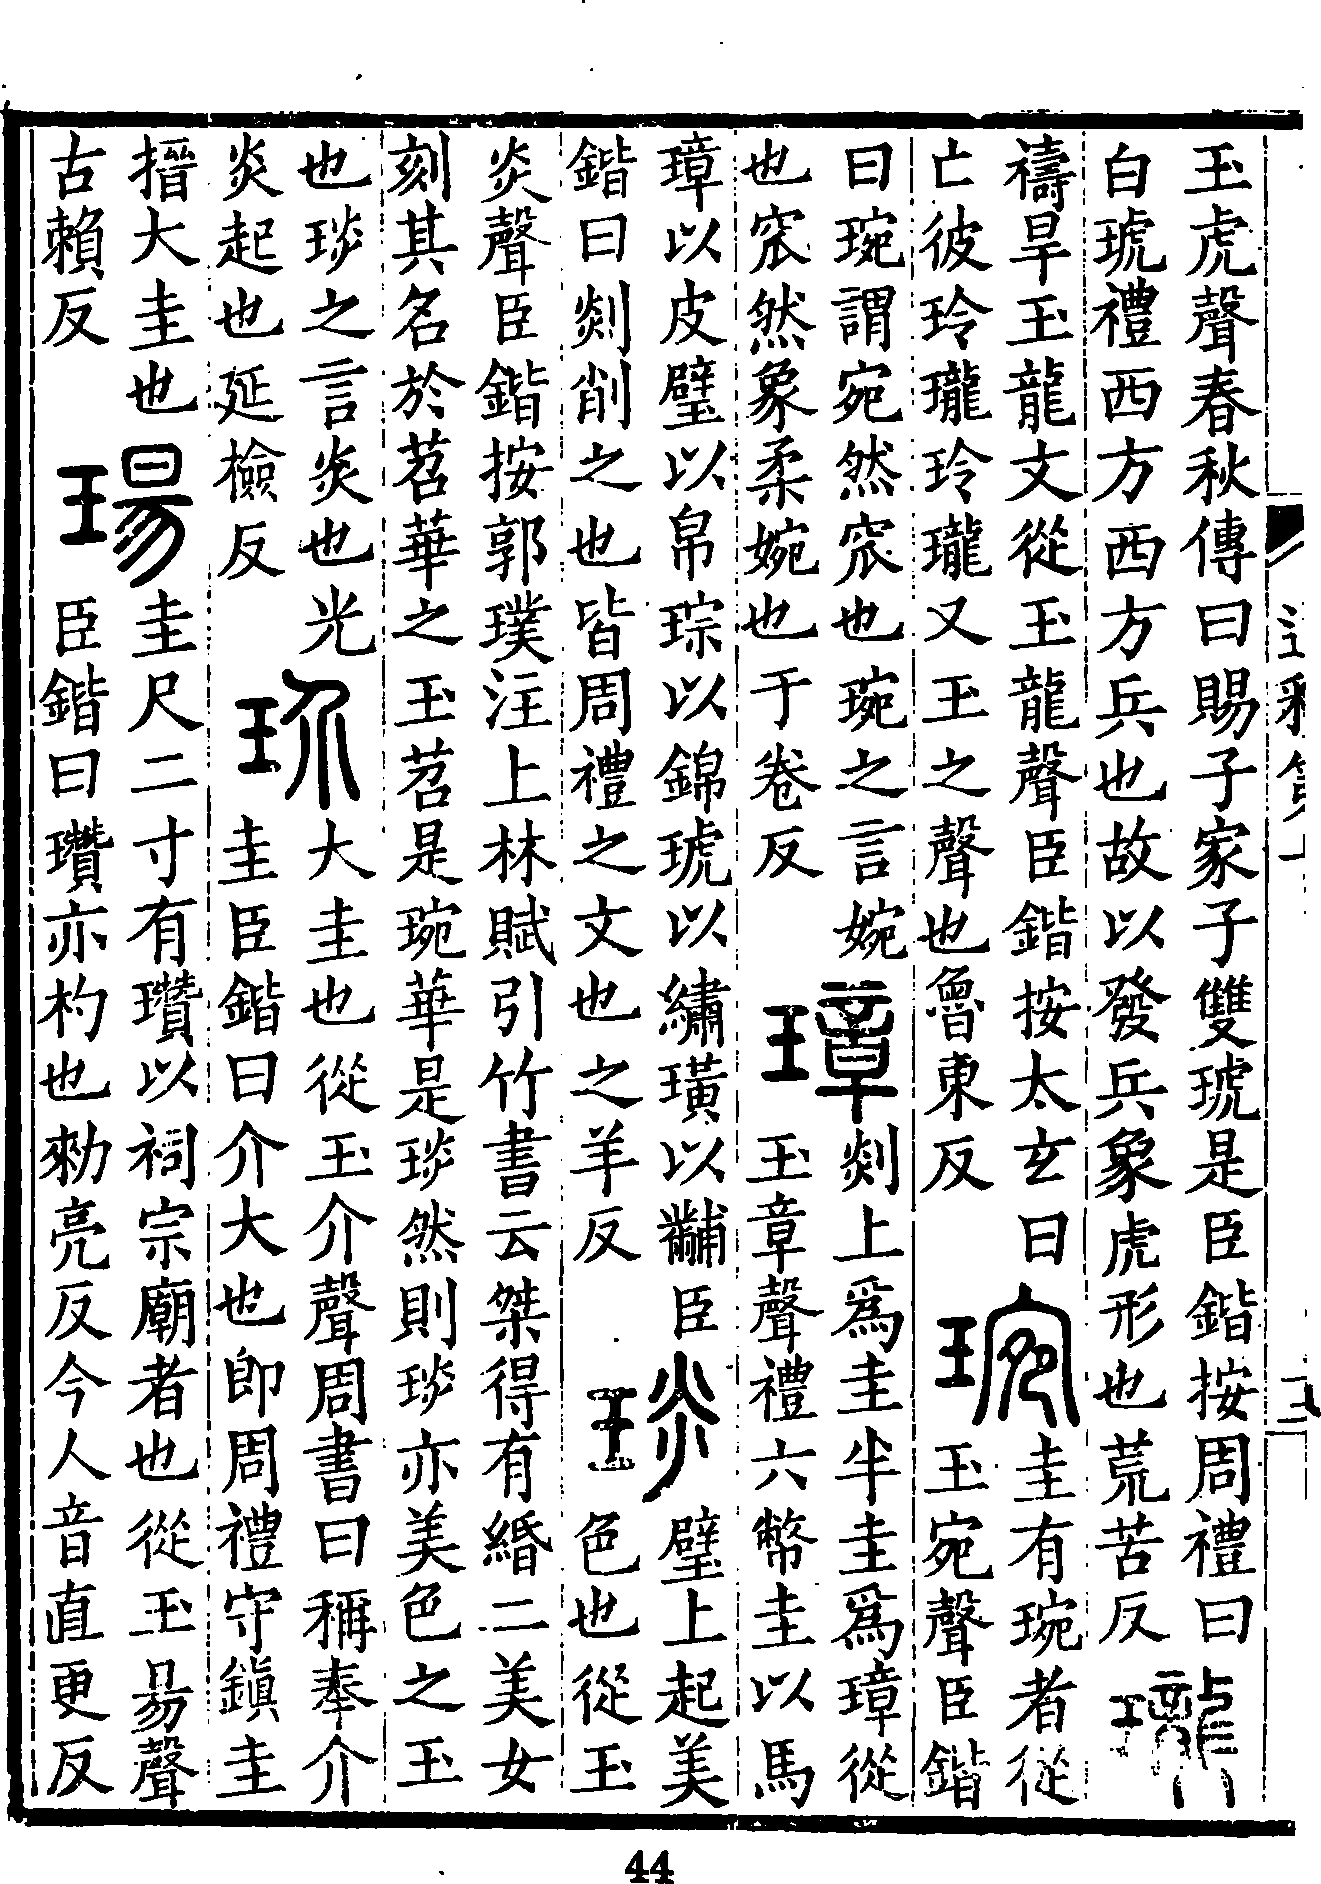 玉虎聲春秋傳曰賜子家子雙琥是臣鍇按周禮曰
白琥禮西方西方兵也故以發兵象虎形也荒苦反
瓏
禱旱玉龍文從玉龍聲臣鍇按太玄曰
亡彼玲瓏玲瓏又玉之聲也魯東反
琬
圭有琬者從
玉宛聲臣鍇
曰琬謂宛然窊也琬之言婉
也窊然象柔婉也于卷反
璋
剡上爲圭半圭爲璋從
玉章聲禮六幣圭以馬
璋以皮璧以帛琮以錦琥以繡璜以黼臣
鍇曰剡削之也皆周禮之文也之羊反
琰
璧上起美
色也從玉
炎聲臣鍇按郭璞注上林賦引竹書云桀得有緡二美女
刻其名於苕華之玉苕是琬華是琰然則琰亦美色之玉
也琰之言炎也光
炎起也延檢反
玠
大圭也從玉介聲周書曰稱奉介
圭臣鍇曰介大也即周禮守鎭圭
搢大圭也
古賴反
瑒
圭尺二寸有瓚以祠宗廟者也從玉昜聲
臣鍇曰瓚亦杓也勑亮反今人音直更反
44